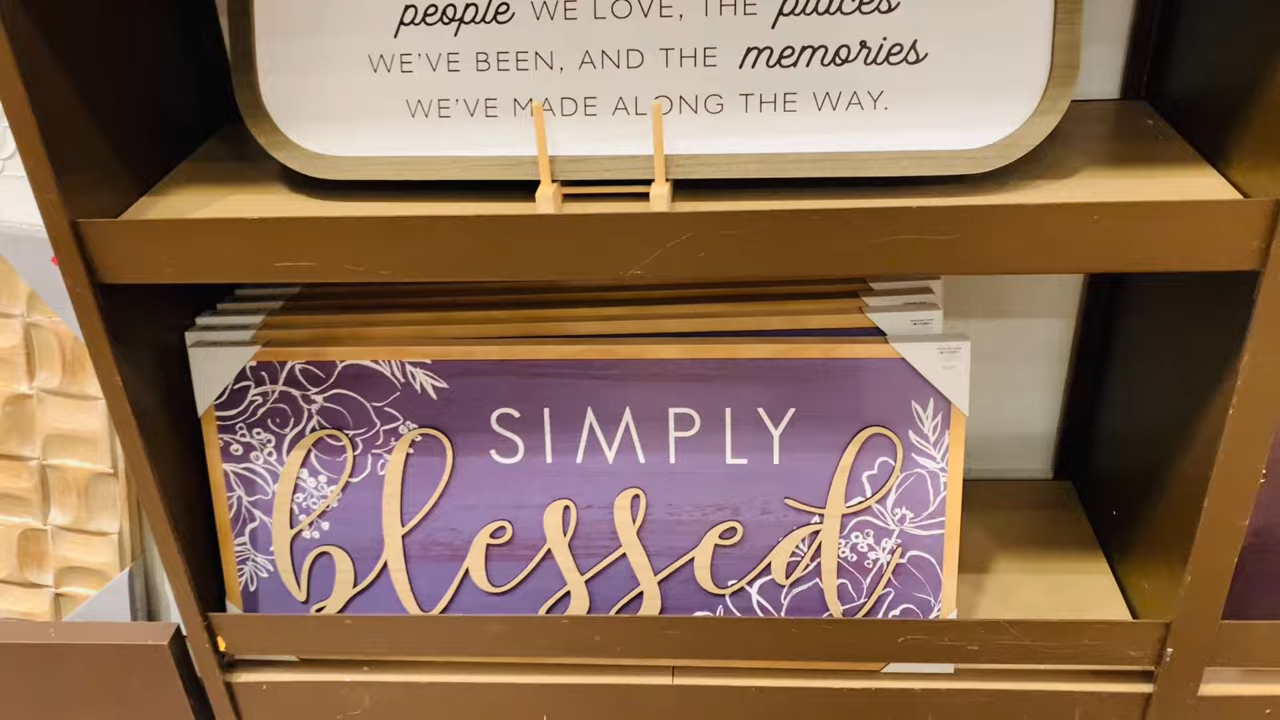 people WE LOVE, THE places
WE'VE BEEN, AND THE memories
WE'VE MADE ALONG THE WAY.
SIMPLY
blessed